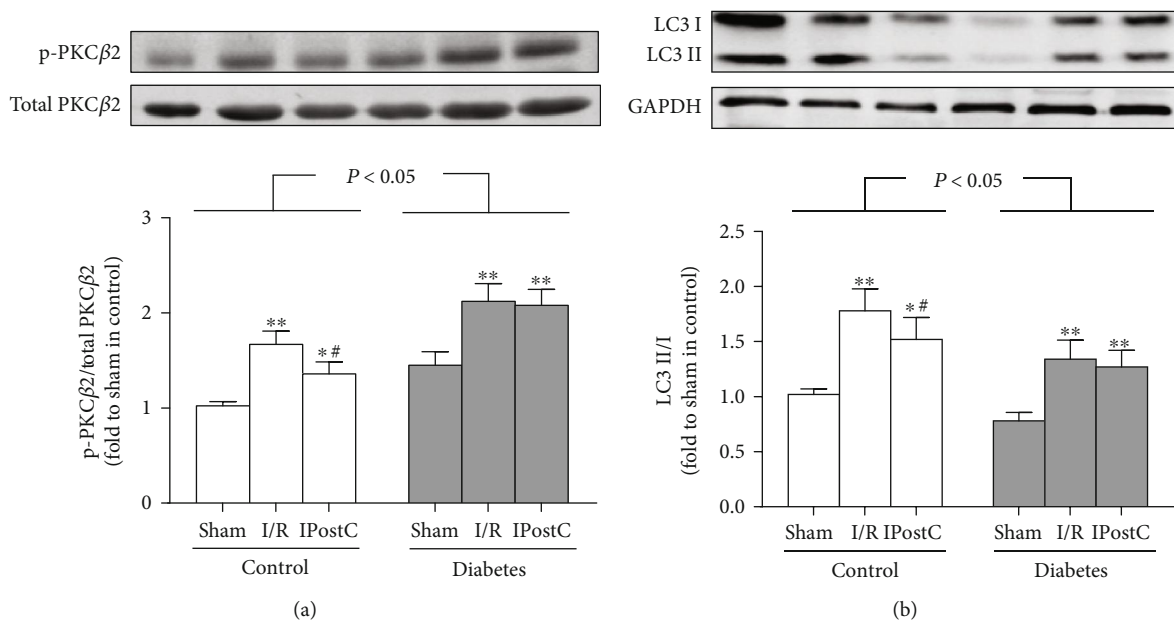 p-PKCβ2
Total PKCβ2
P < 0.05
p-PKCβ2/total PKCβ2
(fold to sham in control)
3
2
1
0
**
* #
**
**
Sham I/R IPostC Sham I/R IPostC
Control Diabetes
(a)
LC3 I
LC3 II
GAPDH
P < 0.05
LC3 II/I
(fold to sham in control)
2.5
2.0
1.5
1.0
0.5
0.0
**
* #
**
**
Sham I/R IPostC Sham I/R IPostC
Control Diabetes
(b)